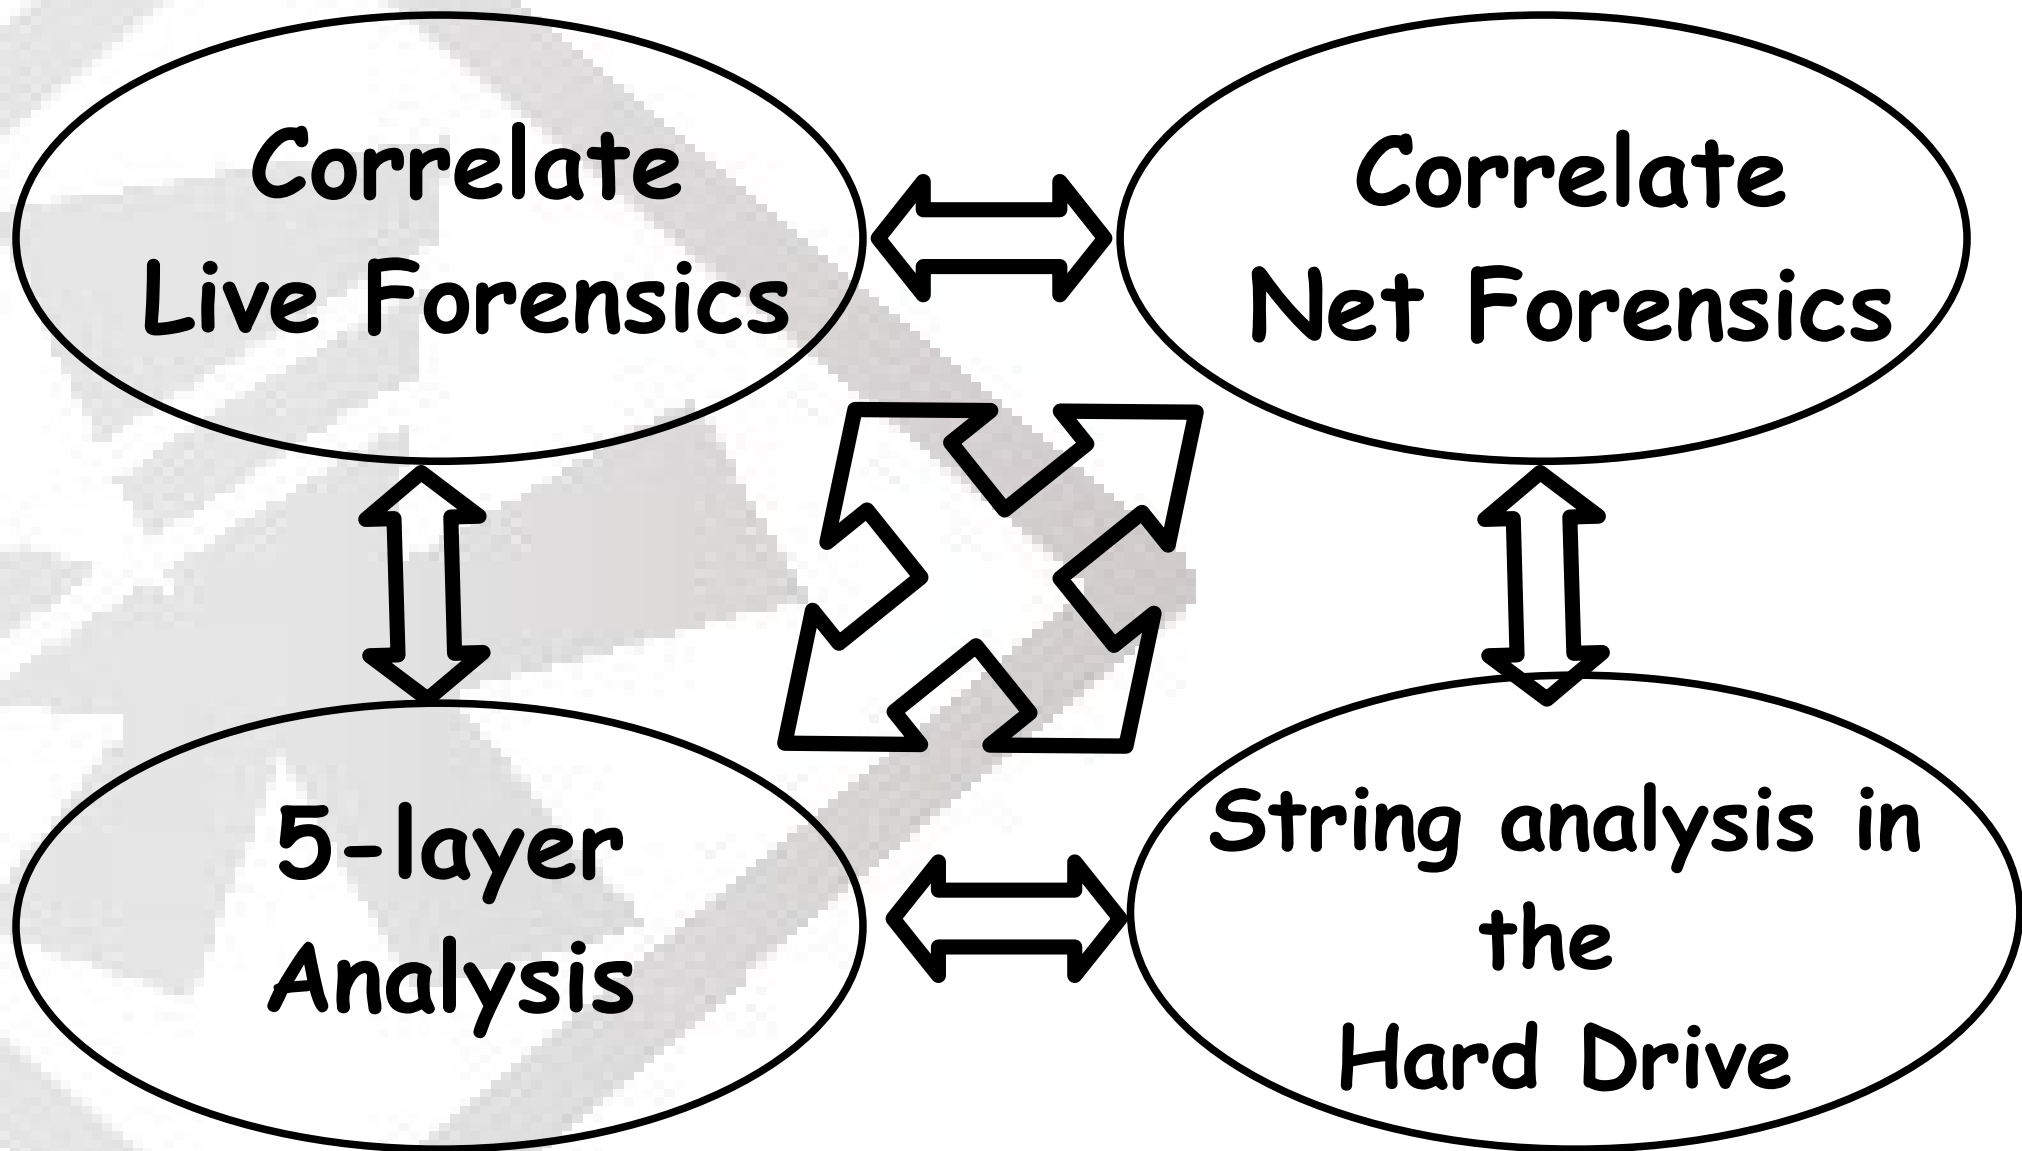 Correlate
Live Forensics
Correlate
Net Forensics
5-layer
Analysis
String analysis in
the
Hard Drive